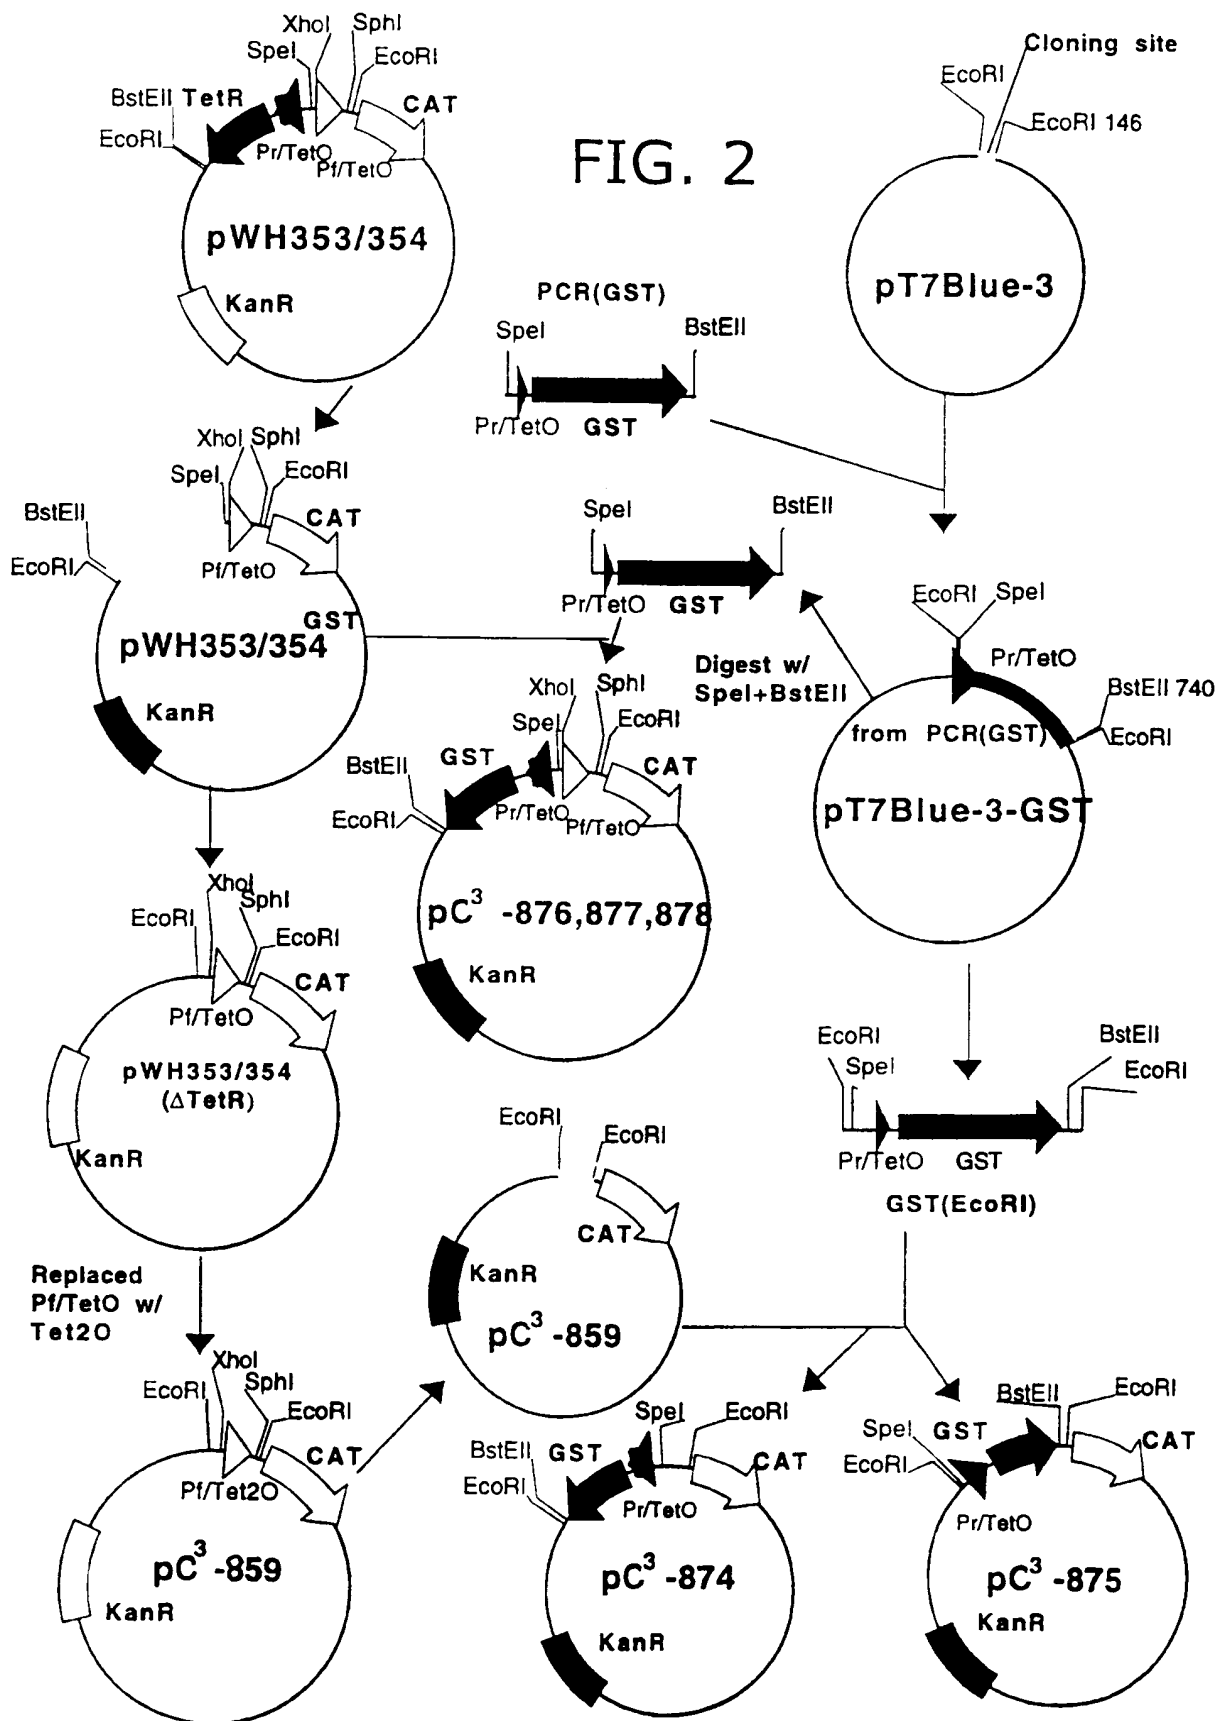 FIG. 2
XhoI
SphI
SpeI
EcoRI
BstEII
TetR
CAT
EcoRI
Pr/TetO
Pf/TetO
pWH353/354
KanR
Cloning site
EcoRI
EcoRI 146
pT7Blue-3
PCR(GST)
SpeI
BstEII
Pr/TetO
GST
XhoI
SphI
SpeI
EcoRI
BstEII
CAT
EcoRI
Pf/TetO
GST
pWH353/354
KanR
SpeI
BstEII
Pr/TetO
GST
Digest w/
SpeI+BstEII
EcoRI
SpeI
Pr/TetO
BstEII 740
EcoRI
from PCR(GST)
pT7Blue-3-GST
XhoI
SphI
SpeI
EcoRI
GST
CAT
BstEII
EcoRI
Pr/TetO
Pf/TetO
pC³ -876,877,878
KanR
XhoI
SphI
EcoRI
EcoRI
CAT
Pf/TetO
pWH353/354
(ΔTetR)
KanR
EcoRI
SpeI
BstEII
EcoRI
Pr/TetO
GST
GST(EcoRI)
EcoRI
EcoRI
CAT
KanR
pC³ -859
Replaced
Pf/TetO w/
Tet2O
XhoI
SphI
EcoRI
EcoRI
CAT
Pf/Tet2O
pC³ -859
KanR
SpeI
EcoRI
BstEII
GST
CAT
EcoRI
Pr/TetO
pC³ -874
KanR
BstEII
EcoRI
SpeI
GST
CAT
EcoRI
Pr/TetO
pC³ -875
KanR